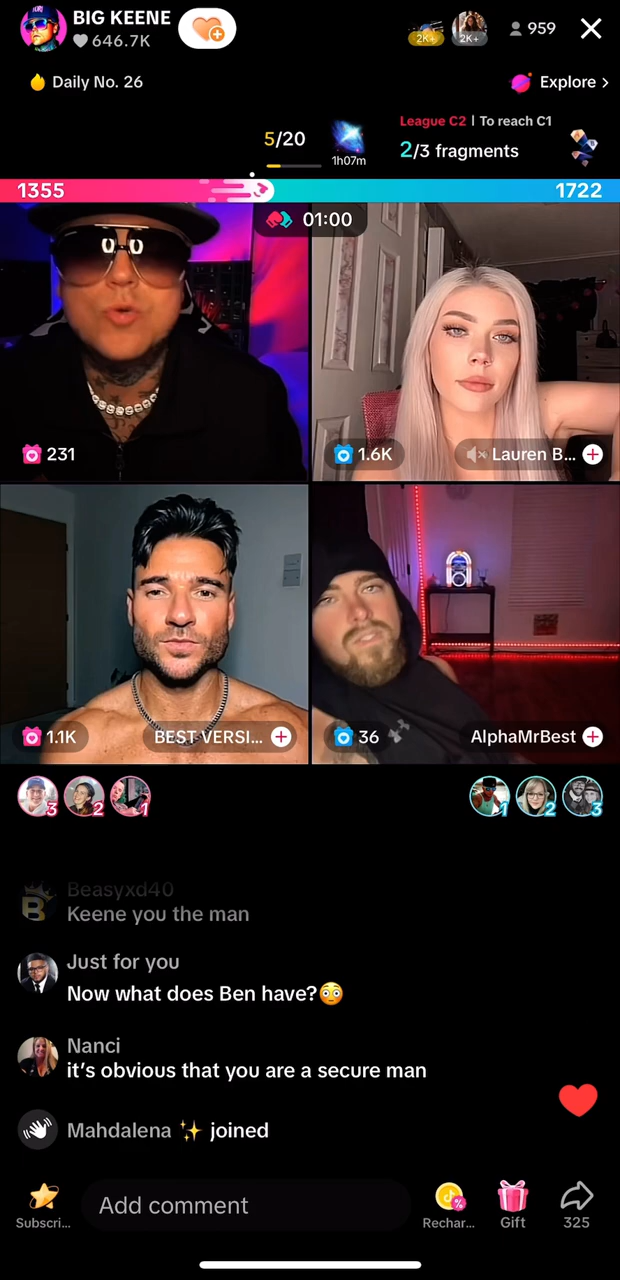 BIG KEENE
646.7K
2K+
2K+
959
Daily No. 26
Explore >
5/20
1h07m
League C2 | To reach C1
2/3 fragments
1355
1722
01:00
231
1.6K
Lauren B...
1.1K
BEST VERSI...
36
AlphaMrBest
3
2
1
1
2
3
Beasyxd40
Keene you the man
Just for you
Now what does Ben have?😳
Nanci
it's obvious that you are a secure man
Mahdalena ✨ joined
Subscri...
Add comment
Rechar...
Gift
325